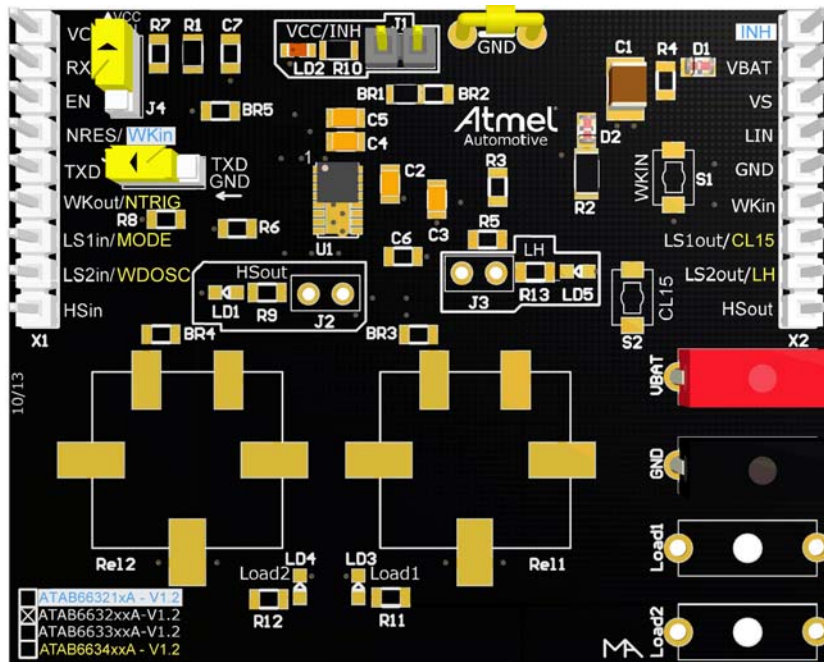 VCC
VCC/INH
J1
GND
INH
VC
R7
R1
C7
LD2
R10
C1
R4
D1
VBAT
RX
J4
EN
BR5
BR1
BR2
C5
C4
Atmel
Automotive
D2
VS
LIN
NRES/WKin
TXD
TXD
GND
1
C2
C3
R3
R2
WKIN
S1
GND
WKout/NTRIG
R8
R6
U1
R5
WKin
LS1in/MODE
C6
LS1out/CL15
LS2in/WDOSC
HSout
LH
LS2out/LH
HSin
LD1
R9
J2
J3
R13
LD5
CL15
S2
HSout
X1
BR4
BR3
X2
10/13
VBAT
GND
Load1
Load2
Rel2
Load2
LD4
LD3
Load1
Rel1
R12
R11
ATAB66321xA - V1.2
ATAB6632xxA-V1.2
ATAB6633xxA-V1.2
ATAB6634xxA - V1.2
MA